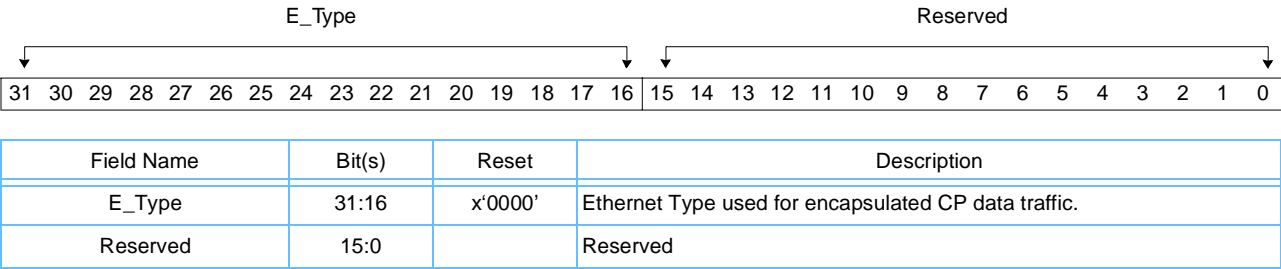 E_Type Reserved
31 30 29 28 27 26 25 24 23 22 21 20 19 18 17 16 15 14 13 12 11 10 9 8 7 6 5 4 3 2 1 0
Field Name Bit(s) Reset Description
E_Type 31:16 x‘0000’ Ethernet Type used for encapsulated CP data traffic.
Reserved 15:0 Reserved